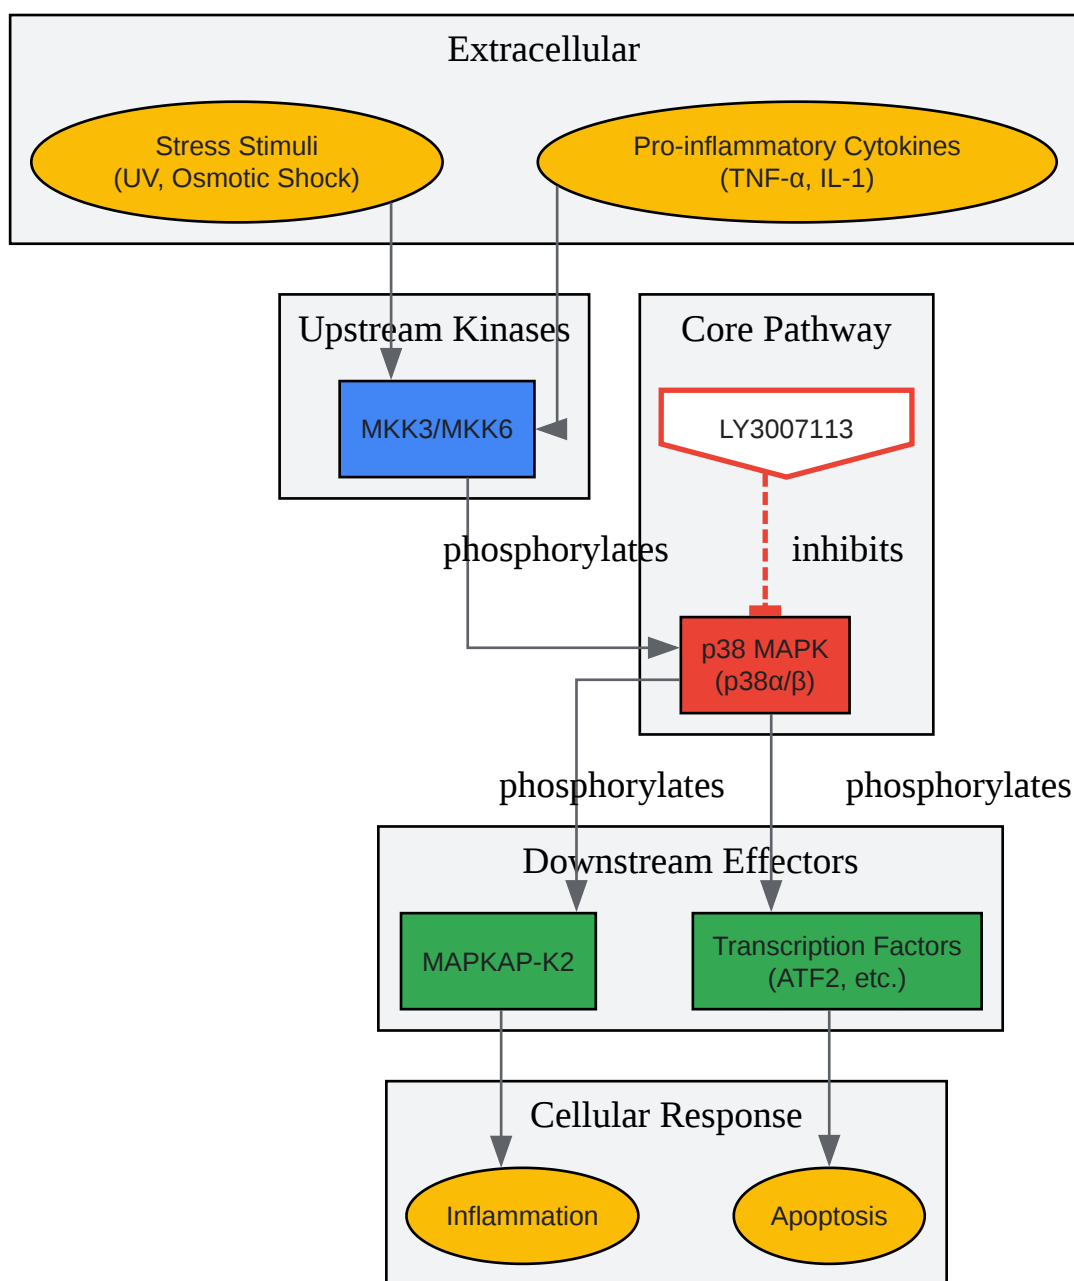 Extracellular
Stress Stimuli
(UV, Osmotic Shock)
Pro-inflammatory Cytokines
(TNF-α, IL-1)
Upstream Kinases
Core Pathway
MKK3/MKK6
LY3007113
phosphorylates
inhibits
p38 MAPK
(p38α/β)
phosphorylates
phosphorylates
Downstream Effectors
MAPKAP-K2
Transcription Factors
(ATF2, etc.)
Cellular Response
Inflammation
Apoptosis